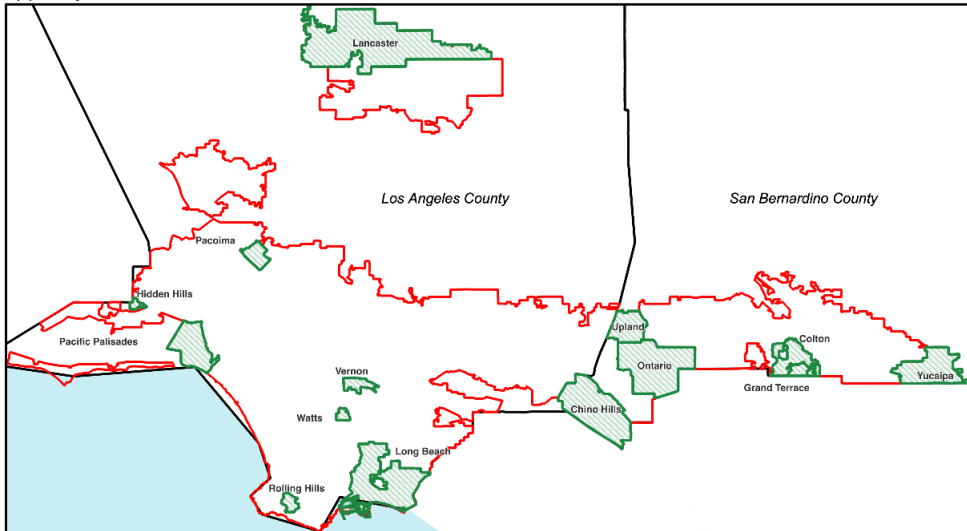 Lancaster
Los Angeles County
San Bernardino County
Pacoima
Hidden Hills
Pacific Palisades
Upland
Colton
Ontario
Vernon
Yucaipa
Grand Terrace
Chino Hills
Watts
Long Beach
Rolling Hills